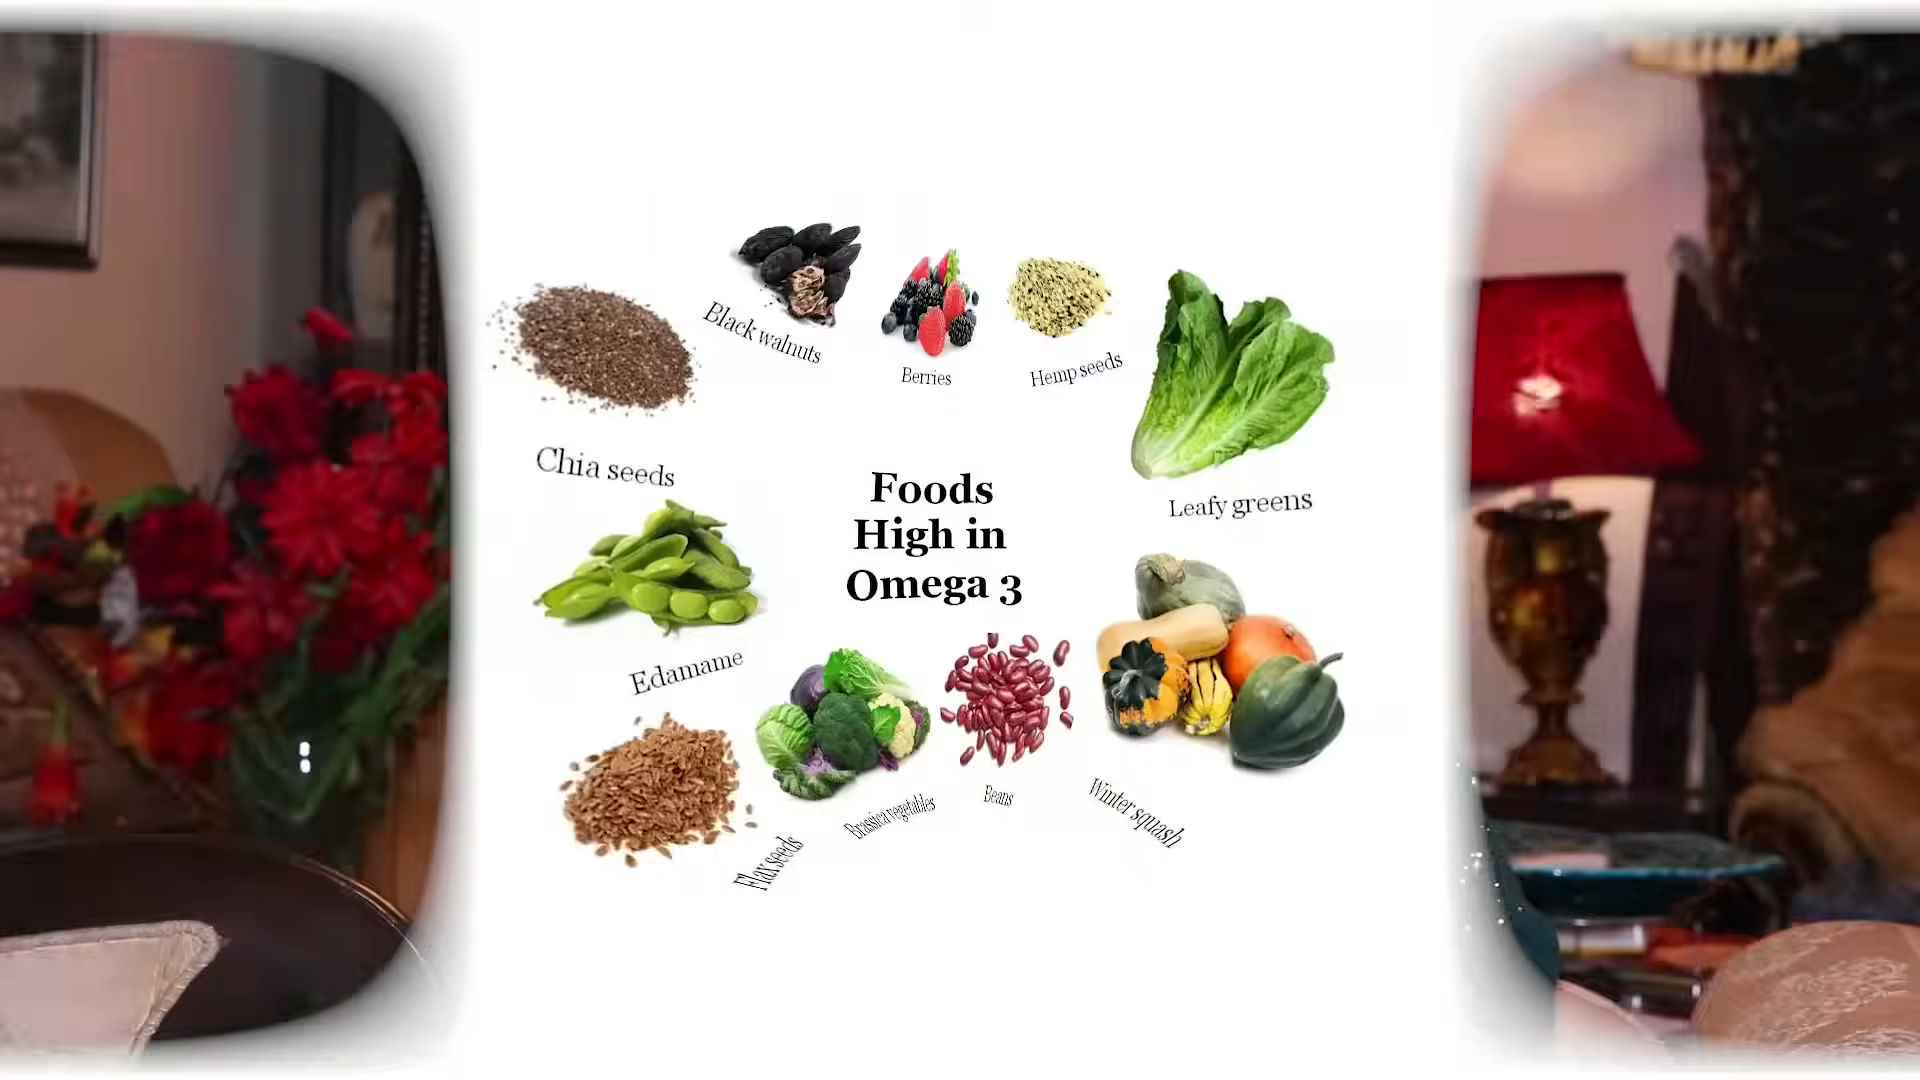 Black walnuts
Berries
Hemp seeds
Chia seeds
Leafy greens
Foods
High in
Omega 3
Edamame
Brassica vegetables
Beans
Winter squash
Flax seeds